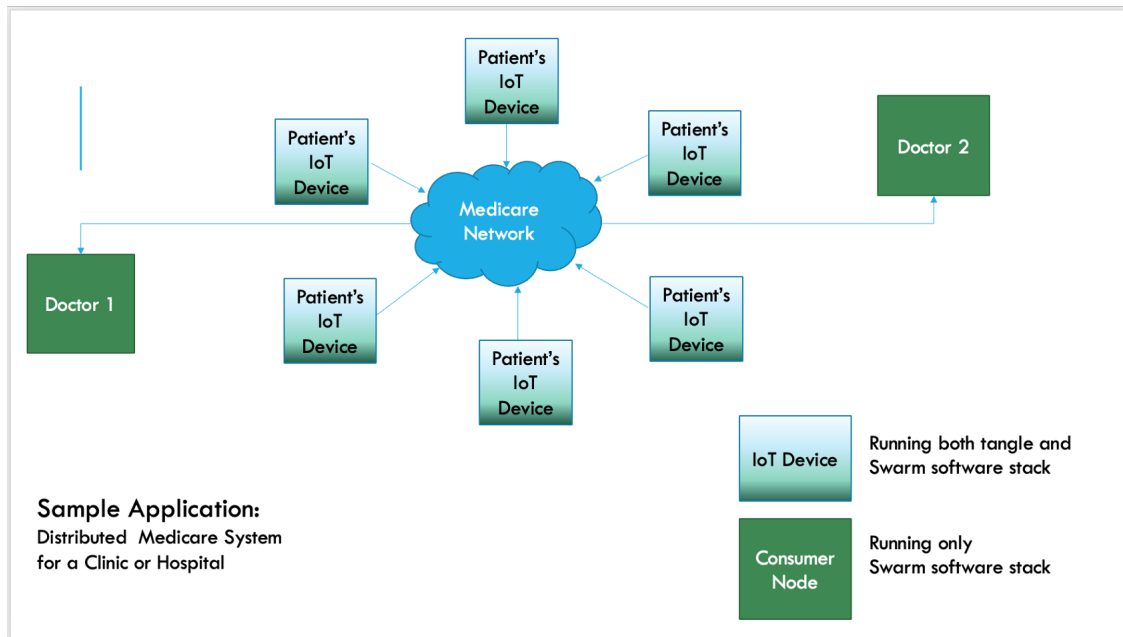 Patient's
IoT
Device
Patient's
IoT
Device
Patient's
IoT
Device
Doctor 2
Medicare
Network
Doctor 1
Patient's
IoT
Device
Patient's
IoT
Device
Patient's
IoT
Device
IoT Device
Running both tangle and
Swarm software stack
Sample Application:
Distributed Medicare System
for a Clinic or Hospital
Consumer
Node
Running only
Swarm software stack